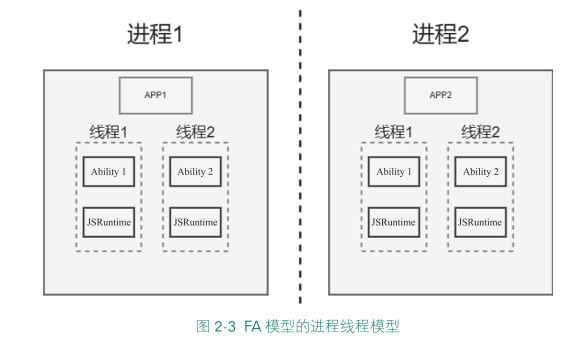 进程1 进程2
APP1 APP2
线程1 线程2 线程1 线程2
Ability 1 Ability 2 Ability 1 Ability 2
JSRuntime JSRuntime JSRuntime JSRuntime
图 2-3 FA 模型的进程线程模型